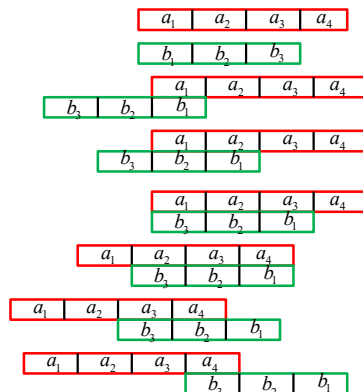 a₁ a₂ a₃ a₄
b₁ b₂ b₃
a₁ a₂ a₃ a₄
b₃ b₂ b₁
a₁ a₂ a₃ a₄
b₃ b₂ b₁
a₁ a₂ a₃ a₄
b₃ b₂ b₁
a₁ a₂ a₃ a₄
b₃ b₂ b₁
a₁ a₂ a₃ a₄
b₃ b₂ b₁
a₁ a₂ a₃ a₄
b₃ b₂ b₁